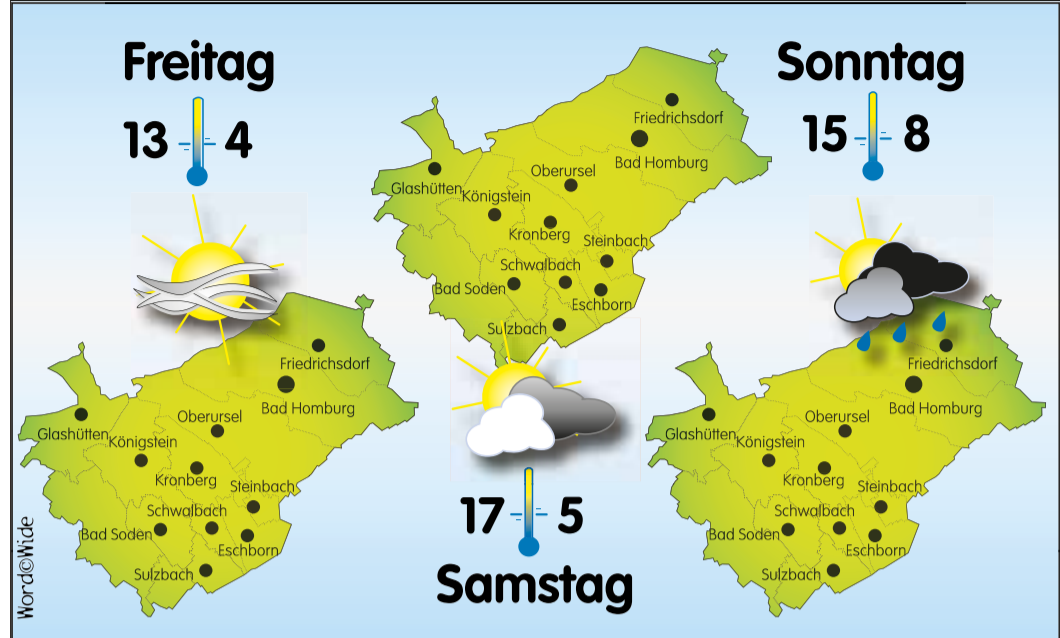 Freitag
13 4
Friedrichsdorf
Bad Homburg
Oberursel
Glashütten
Königstein
Kronberg
Steinbach
Schwalbach
Bad Soden
Eschborn
Sulzbach
Friedrichsdorf
Bad Homburg
Oberursel
Glashütten
Königstein
Kronberg
Steinbach
Schwalbach
Bad Soden
Eschborn
Sulzbach
17 5
Samstag
Sonntag
15 8
Friedrichsdorf
Bad Homburg
Oberursel
Glashütten
Königstein
Kronberg
Steinbach
Schwalbach
Bad Soden
Eschborn
Sulzbach
Word©Wide